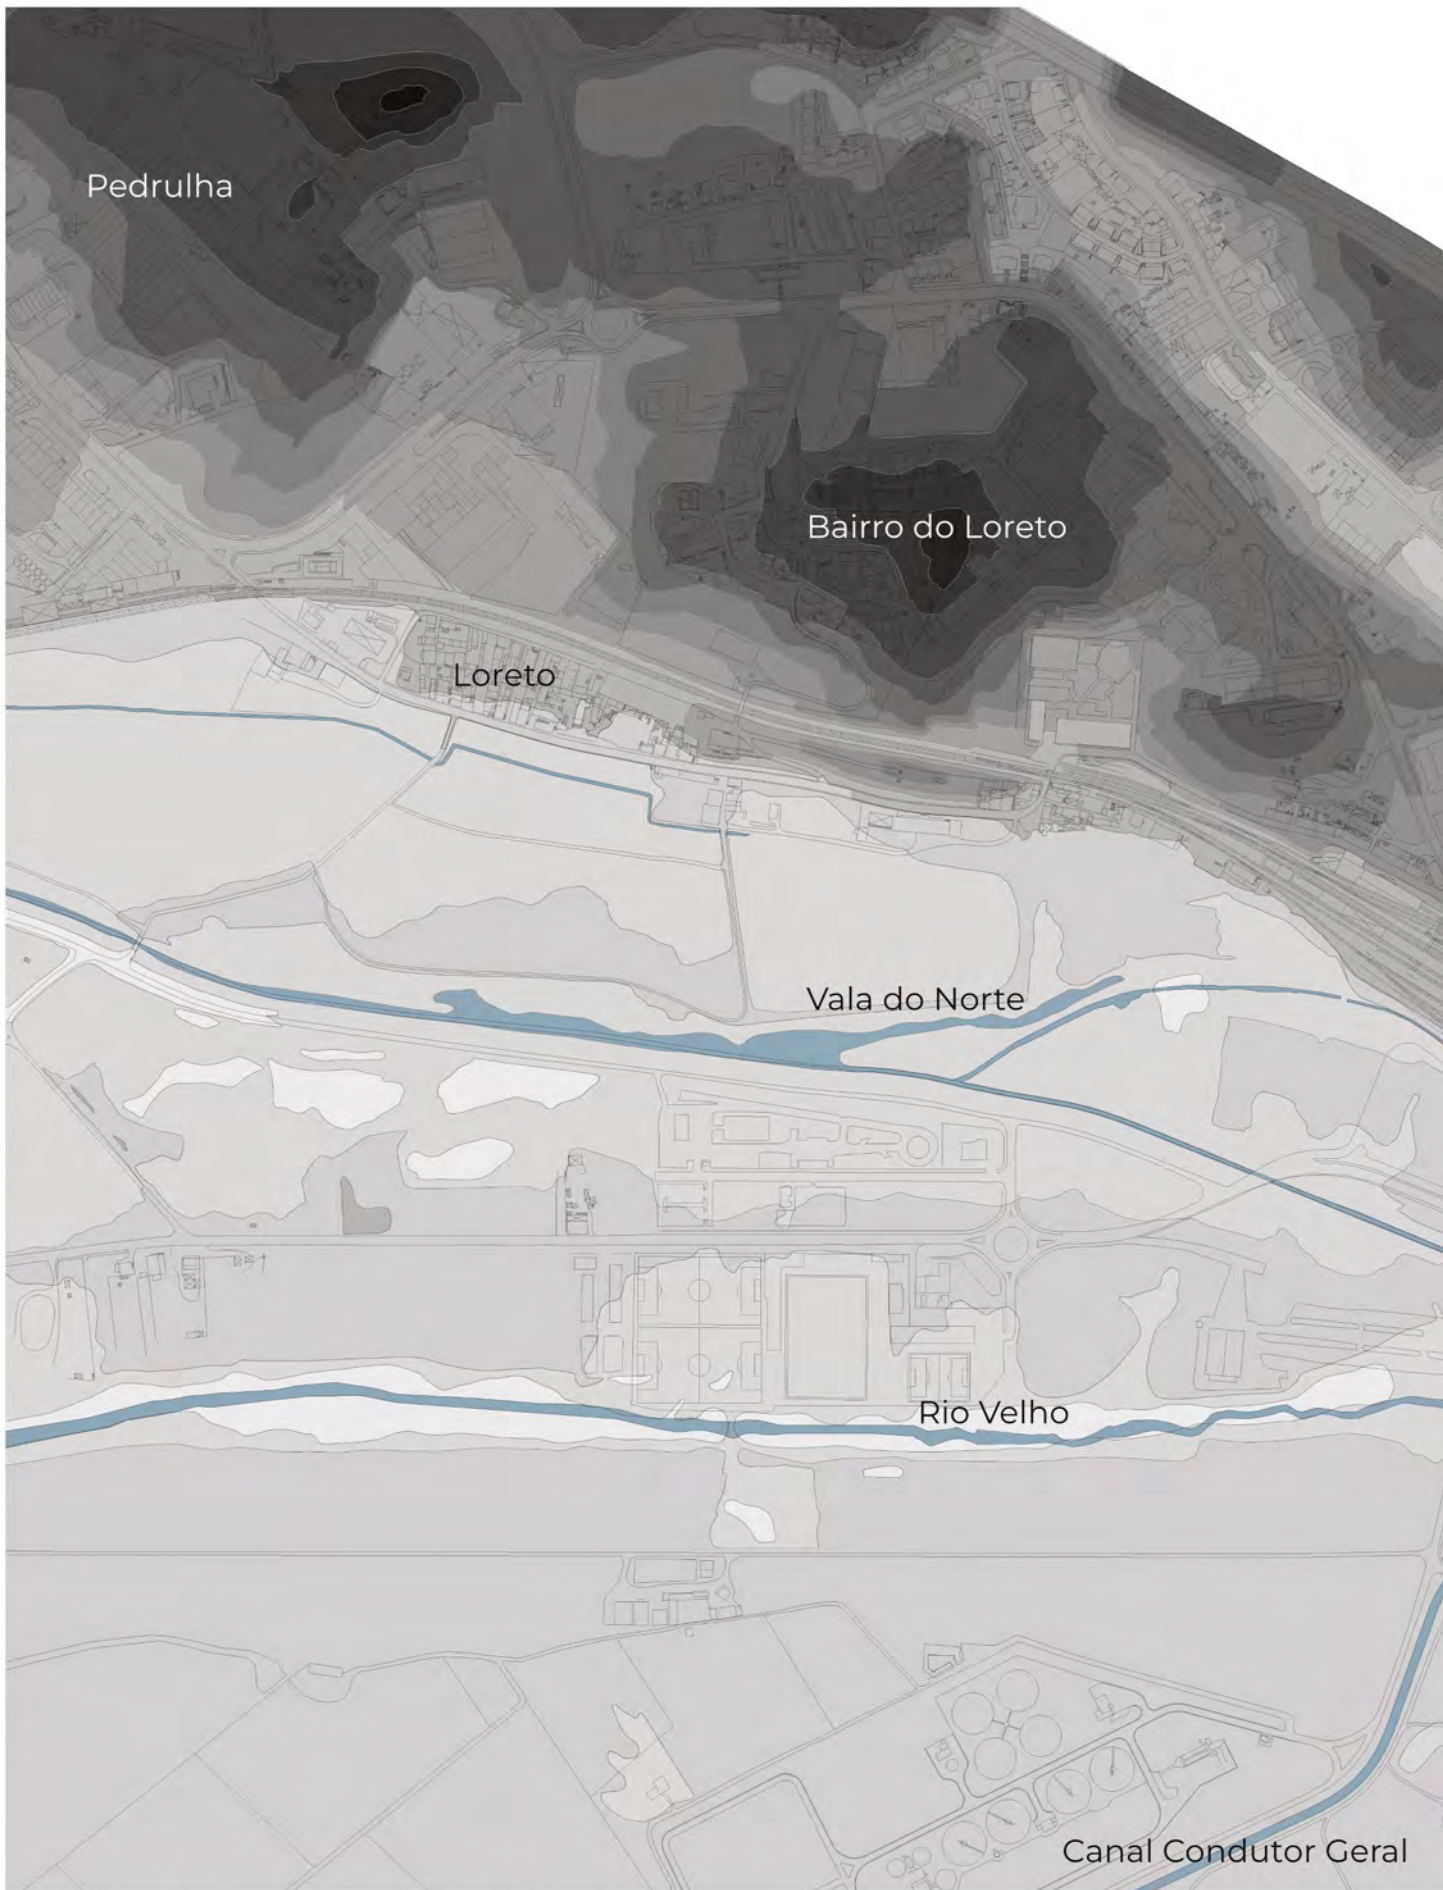 Pedrulha
Bairro do Loreto
Loreto
Vala do Norte
Rio Velho
Canal Condutor Geral